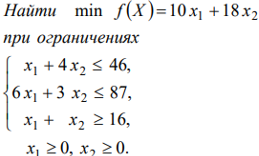 Найти min f(X)=10x₁+18x₂
при ограничениях
x₁+4x₂ ≤ 46,
6x₁+3x₂ ≤ 87,
x₁+ x₂ ≥ 16,
x₁ ≥ 0, x₂ ≥ 0.